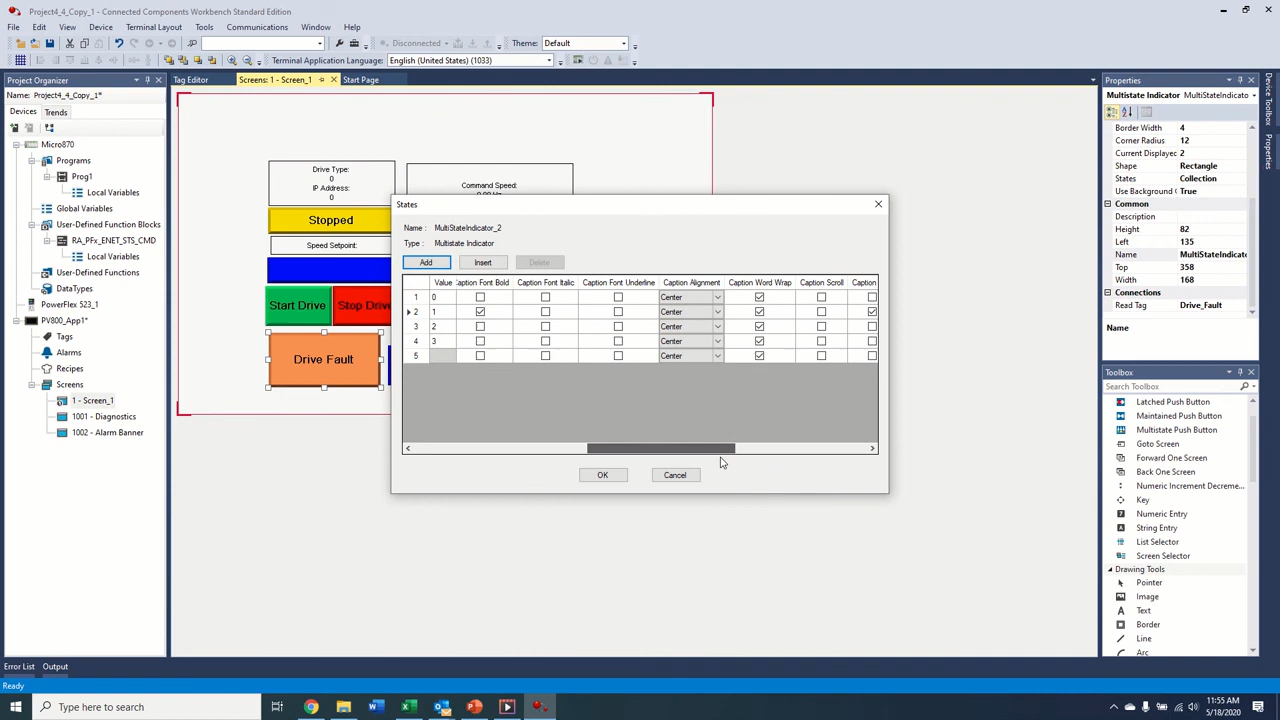 Project4_4_Copy_1 - Connected Components Workbench Standard Edition
File Edit View Device Terminal Layout Tools Communications Window Help
Disconnected Theme: Default
Terminal Application Language: English (United States) (1033)
Project Organizer
Name: Project4_4_Copy_1*
Devices Trends
Micro870
Programs
Prog1
Local Variables
Global Variables
User-Defined Function Blocks
RA_PFx_ENET_STS_CMD
Local Variables
User-Defined Functions
DataTypes
PowerFlex 523_1
PV800_App1*
Tags
Alarms
Recipes
Screens
1 - Screen_1
1001 - Diagnostics
1002 - Alarm Banner
Tag Editor Screens: 1 - Screen_1 Start Page
Drive Type:
0
IP Address:
0
Command Speed:
Stopped
Speed Setpoint:
Start Drive Stop Drive
Drive Fault
States
Name : MultiStateIndicator_2
Type : Multistate Indicator
Add Insert Delete
Value Caption Font Bold Caption Font Italic Caption Font Underline Caption Alignment Caption Word Wrap Caption Scroll Caption
1 0 Center
2 1 Center
3 2 Center
4 3 Center
5 Center
OK Cancel
Properties
Multistate Indicator MultiStateIndicato
Border Width 4
Corner Radius 12
Current Displayed 2
Shape Rectangle
States Collection
Use Background True
Common
Description
Height 82
Left 135
Name MultiStateIndicato
Top 358
Width 168
Connections
Read Tag Drive_Fault
Name
Toolbox
Search Toolbox
Latched Push Button
Maintained Push Button
Multistate Push Button
Goto Screen
Forward One Screen
Back One Screen
Numeric Increment Decreme...
Key
Numeric Entry
String Entry
List Selector
Screen Selector
Drawing Tools
Pointer
Image
Text
Border
Line
Arc
Device Toolbox
Properties
Error List Output
Ready
Type here to search
11:55 AM
5/18/2020